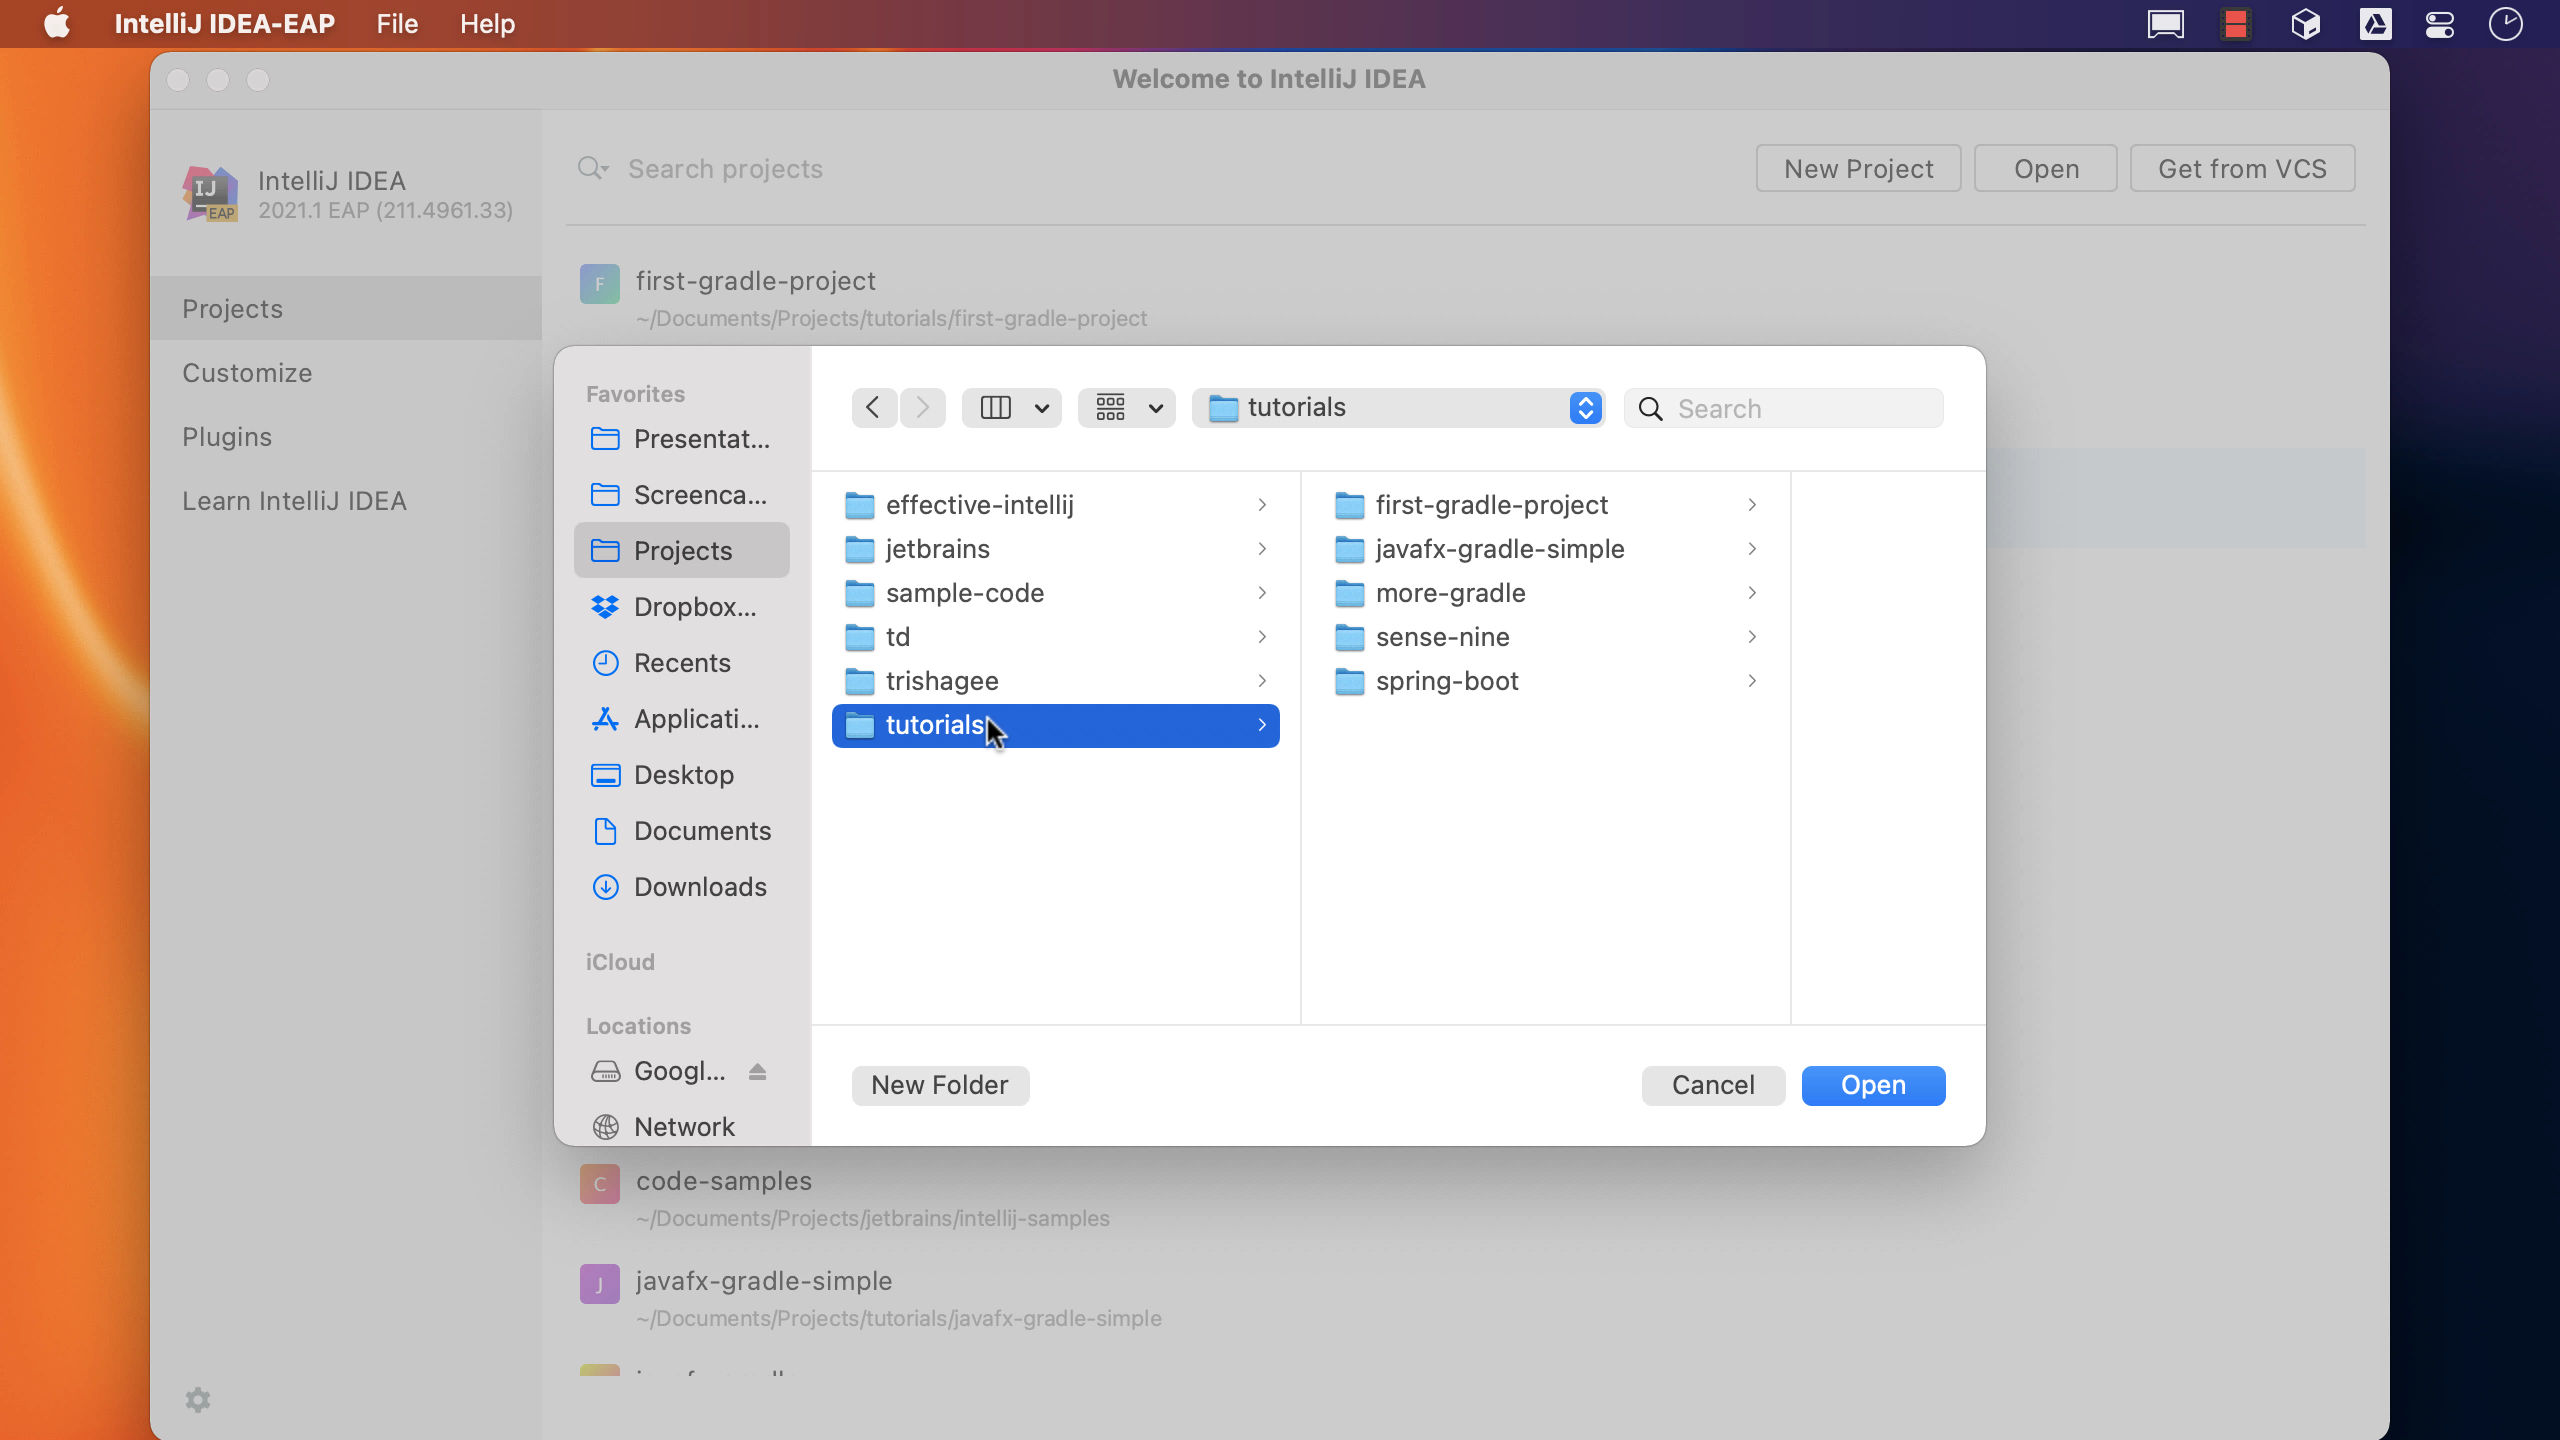 IntelliJ IDEA-EAP File Help
Welcome to IntelliJ IDEA
IJ
EAP
IntelliJ IDEA
2021.1 EAP (211.4961.33)
Search projects
New Project
Open
Get from VCS
Projects
Customize
Plugins
Learn IntelliJ IDEA
F
first-gradle-project
~/Documents/Projects/tutorials/first-gradle-project
Favorites
Presentat...
Screenca...
Projects
Dropbox...
Recents
Applicati...
Desktop
Documents
Downloads
iCloud
Locations
Googl...
Network
tutorials
Search
effective-intellij
jetbrains
sample-code
td
trishagee
tutorials
first-gradle-project
javafx-gradle-simple
more-gradle
sense-nine
spring-boot
New Folder
Cancel
Open
C
code-samples
~/Documents/Projects/jetbrains/intellij-samples
J
javafx-gradle-simple
~/Documents/Projects/tutorials/javafx-gradle-simple